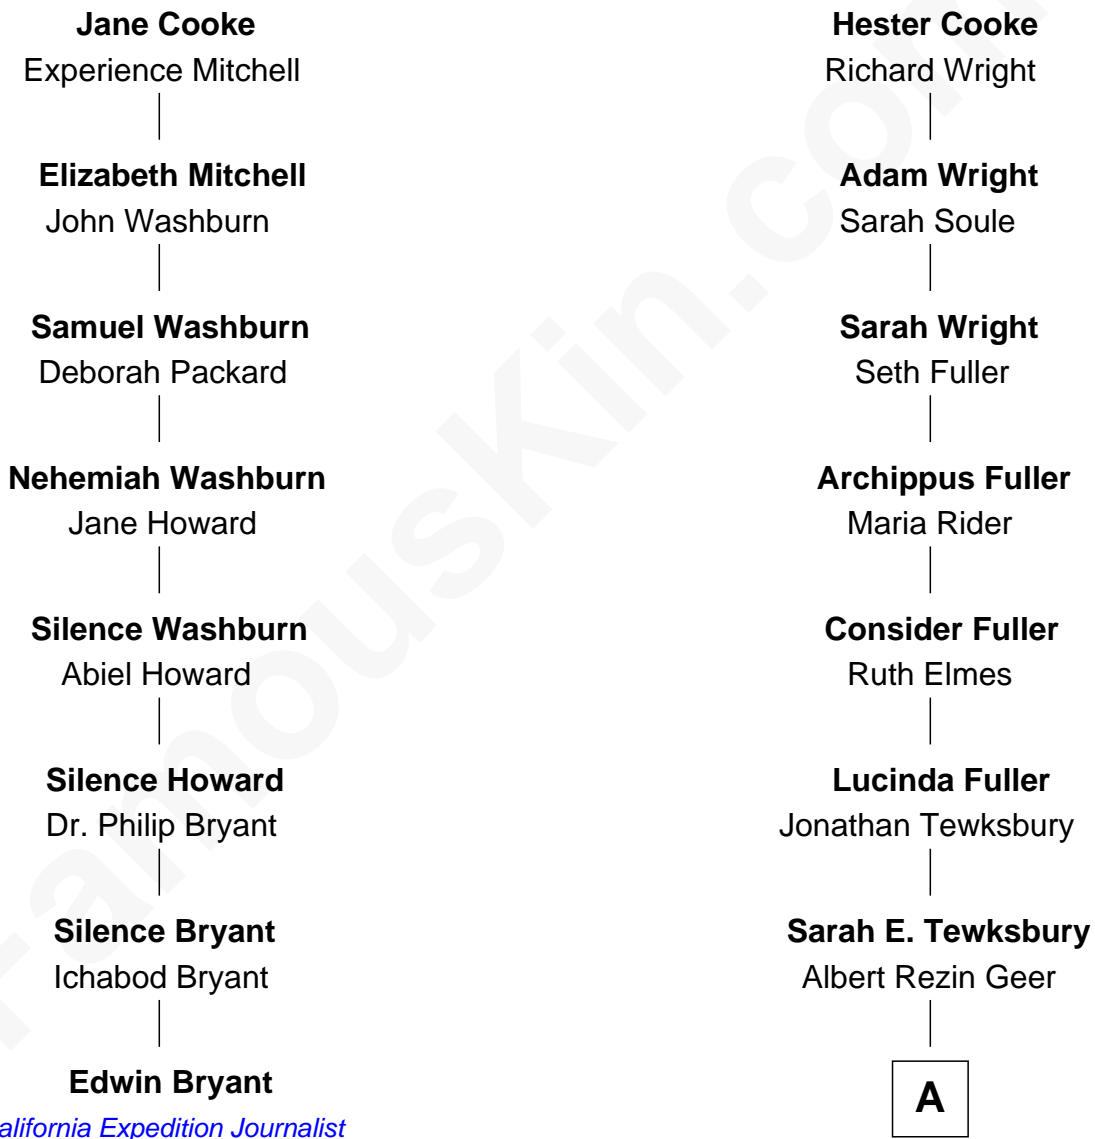 Jane Cooke
Experience Mitchell
Elizabeth Mitchell
John Washburn
Samuel Washburn
Deborah Packard
Nehemiah Washburn
Jane Howard
Silence Washburn
Abiel Howard
Silence Howard
Dr. Philip Bryant
Silence Bryant
Ichabod Bryant
Edwin Bryant
alifornia Expedition Journalist
Hester Cooke
Richard Wright
Adam Wright
Sarah Soule
Sarah Wright
Seth Fuller
Archippus Fuller
Maria Rider
Consider Fuller
Ruth Elmes
Lucinda Fuller
Jonathan Tewksbury
Sarah E. Tewksbury
Albert Rezin Geer
A
FamousKin.com